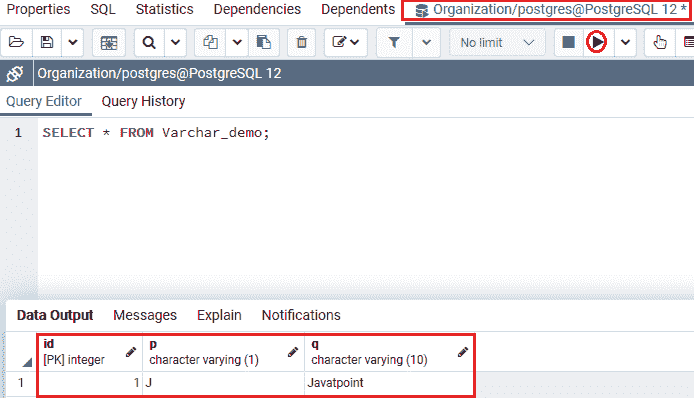 Properties SQL Statistics Dependencies Dependents Organization/postgres@PostgreSQL 12 *
No limit
Organization/postgres@PostgreSQL 12
Query Editor Query History
1 SELECT * FROM Varchar_demo;
Data Output Messages Explain Notifications
id p q
[PK] integer character varying (1) character varying (10)
1 1 J Javatpoint